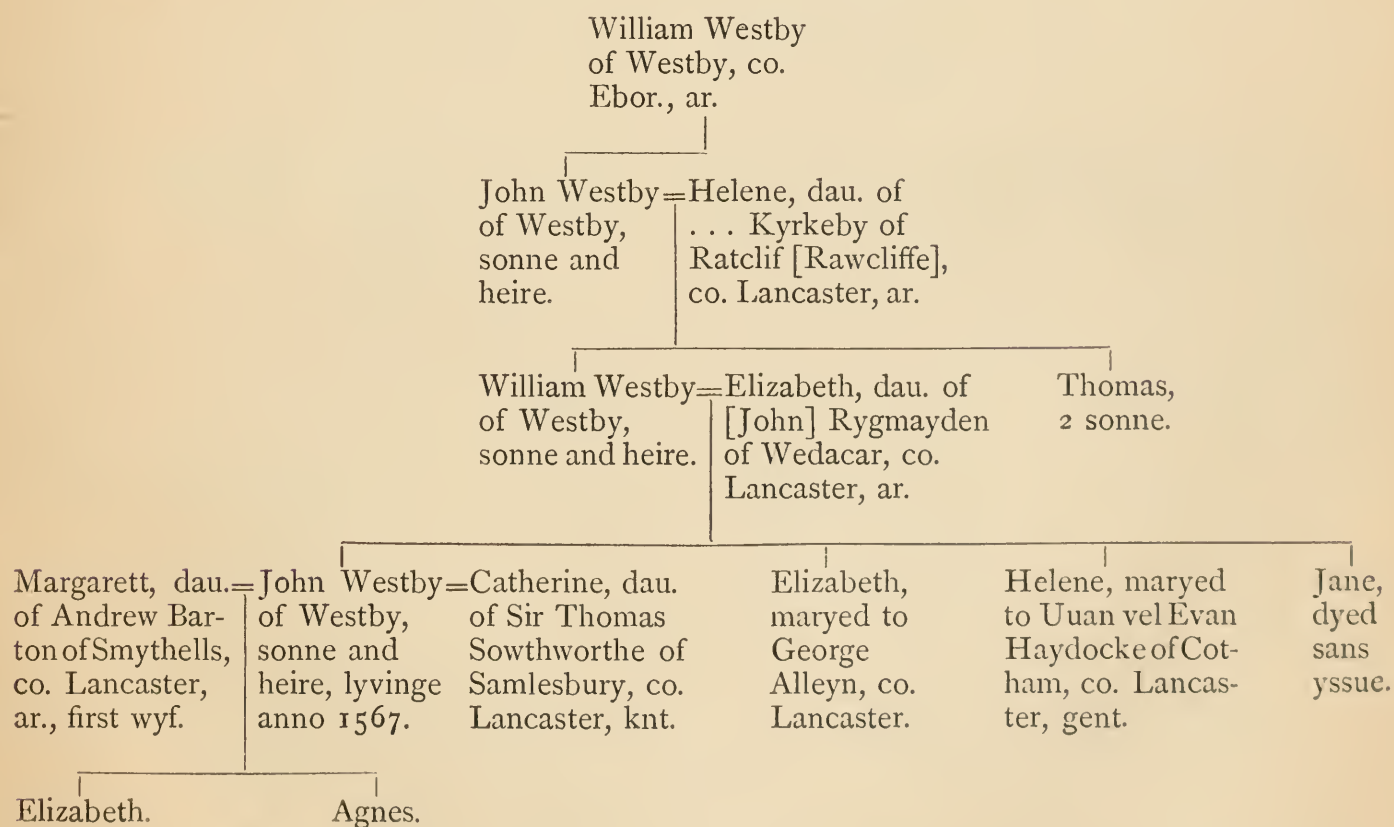 William Westby
of Westby, co.
Ebor., ar.
John Westby=Helene, dau. of
of Westby,
sonne and
heire.
. . . Kyrkeby of
Ratclif [Rawcliffe],
co. Lancaster, ar.
William Westby=Elizabeth, dau. of
of Westby,
sonne and heire.
[John] Rygmayden
of Wedacar, co.
Lancaster, ar.
Thomas,
2 sonne.
Margarett, dau.=John Westby=Catherine, dau.
of Andrew Bar-
ton of Smythells,
co. Lancaster,
ar., first wyf.
of Westby,
sonne and
heire, lyvinge
anno 1567.
of Sir Thomas
Sowthworthe of
Samlesbury, co.
Lancaster, knt.
Elizabeth,
maryed to
George
Alleyn, co.
Lancaster.
Helene, maryed
to Uuan vel Evan
Haydocke of Cot-
ham, co. Lancas-
ter, gent.
Jane,
dyed
sans
yssue.
Elizabeth.
Agnes.